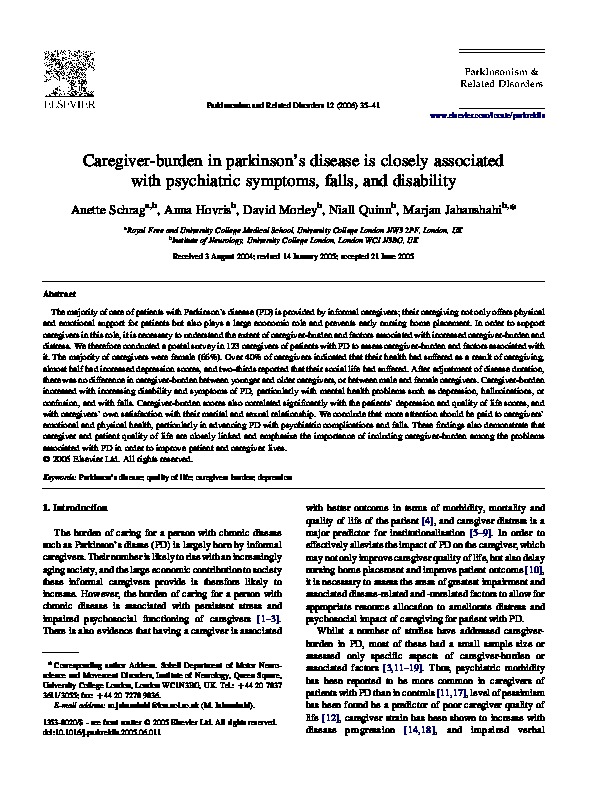 ELSEVIER
Parkinsonism and Related Disorders 12 (2006) 35–41
Parkinsonism &
Related Disorders
www.elsevier.com/locate/parkreldis
Caregiver-burden in parkinson's disease is closely associated
with psychiatric symptoms, falls, and disability
Anette Schrag^a,b, Anna Hovris^b, David Morley^b, Niall Quinn^b, Marjan Jahanshahi^b,*
^aRoyal Free and University College Medical School, University College London NW3 2PF, London, UK
^bInstitute of Neurology, University College London, London WC1 N3BG, UK
Received 3 August 2004; revised 14 January 2005; accepted 21 June 2005
Abstract
The majority of care of patients with Parkinson's disease (PD) is provided by informal caregivers; their caregiving not only offers physical
and emotional support for patients but also plays a large economic role and prevents early nursing home placement. In order to support
caregivers in this role, it is necessary to understand the extent of caregiver-burden and factors associated with increased caregiver-burden and
distress. We therefore conducted a postal survey in 123 caregivers of patients with PD to assess caregiver-burden and factors associated with
it. The majority of caregivers were female (66%). Over 40% of caregivers indicated that their health had suffered as a result of caregiving,
almost half had increased depression scores, and two-thirds reported that their social life had suffered. After adjustment of disease duration,
there was no difference in caregiver-burden between younger and older caregivers, or between male and female caregivers. Caregiver-burden
increased with increasing disability and symptoms of PD, particularly with mental health problems such as depression, hallucinations, or
confusion, and with falls. Caregiver-burden scores also correlated significantly with the patients' depression and quality of life scores, and
with caregivers' own satisfaction with their marital and sexual relationship. We conclude that more attention should be paid to caregivers'
emotional and physical health, particularly in advancing PD with psychiatric complications and falls. These findings also demonstrate that
caregiver and patient quality of life are closely linked and emphasize the importance of including caregiver-burden among the problems
associated with PD in order to improve patient and caregiver lives.
© 2005 Elsevier Ltd. All rights reserved.
Keywords: Parkinson's disease; quality of life; caregivers burden; depression
1. Introduction
The burden of caring for a person with chronic disease
such as Parkinson's disase (PD) is largely born by informal
caregivers. Their number is likely to rise with an increasingly
aging society, and the large economic contribution to society
these informal caregivers provide is therefore likely to
increase. However, the burden of caring for a person with
chronic disease is associated with persistent stress and
impaired psychosocial functioning of caregivers [1–3].
There is also evidence that having a caregiver is associated
* Corresponding author Address. Sobell Department of Motor Neuro-
science and Movement Disorders, Institute of Neurology, Queen Square,
University College London, London WC1N3BG, UK. Tel.: +44 20 7837
3611/3055; fax: +44 20 7278 9836.
E-mail address: m.jahanshahi@ion.ucl.ac.uk (M. Jahanshahi).
1353-8020/$ - see front matter © 2005 Elsevier Ltd. All rights reserved.
doi:10.1016/j.parkreldis.2005.06.011
with better outcome in terms of morbidity, mortality and
quality of life of the patient [4], and caregiver distress is a
major predictor for institutionalization [5–9]. In order to
effectively alleviate the impact of PD on the caregiver, which
may not only improve caregiver quality of life, but also delay
nursing home placement and improve patient outcome [10],
it is necessary to assess the areas of greatest impairment and
associated disease-related and -unrelated factors to allow for
appropriate resource allocation to ameliorate distress and
psychosocial impact of caregiving for patient with PD.
Whilst a number of studies have addressed caregiver-
burden in PD, most of these had a small sample size or
assessed only specific aspects of caregiver-burden or
associated factors [3,11–19]. Thus, psychiatric morbidity
has been reported to be more common in caregivers of
patients with PD than in controls [11,17], level of pessimism
has been found be a predictor of poor caregiver quality of
life [12], caregiver strain has been shown to increase with
disease progression [14,18], and impaired verbal